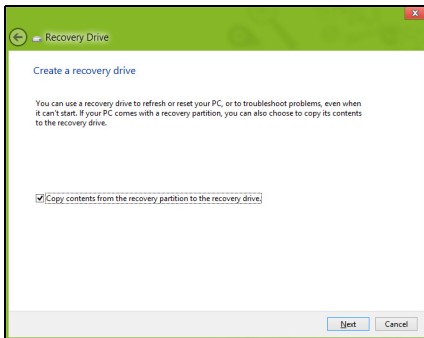 Recovery Drive
Create a recovery drive
You can use a recovery drive to refresh or reset your PC, or to troubleshoot problems, even when
it can't start. If your PC comes with a recovery partition, you can also choose to copy its contents
to the recovery drive.
Copy contents from the recovery partition to the recovery drive.
Next Cancel